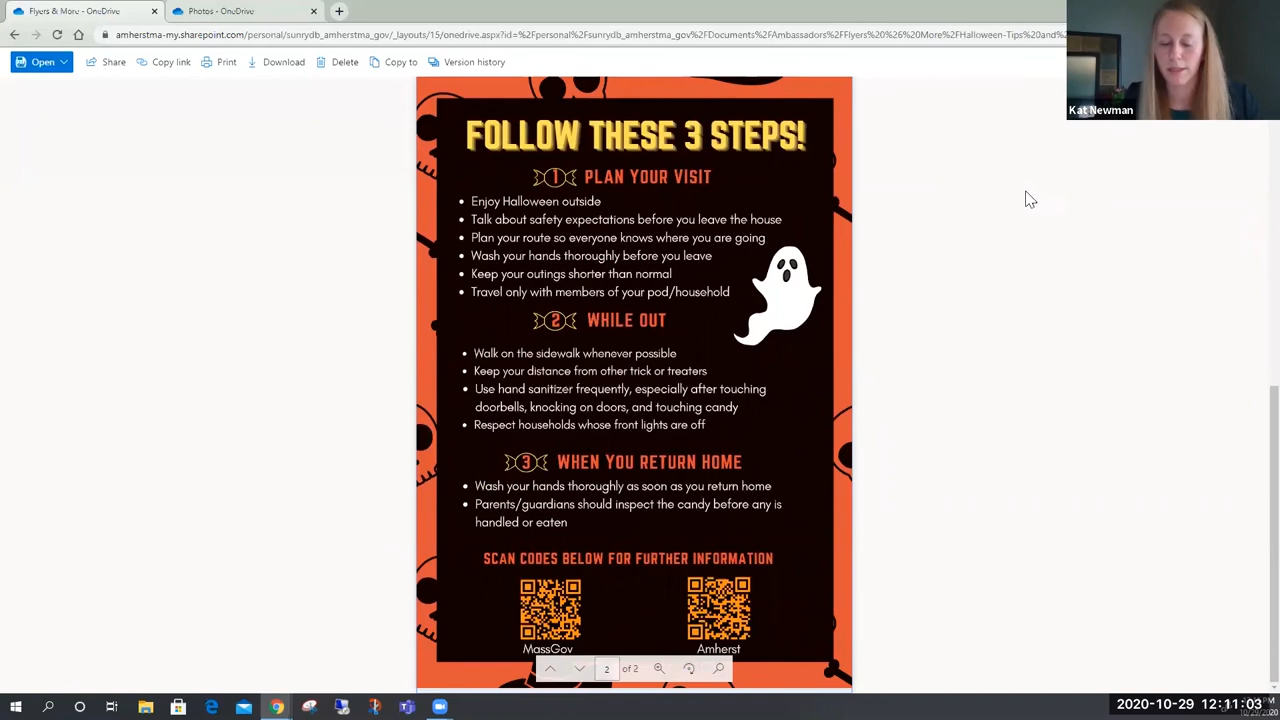 Flyers & More - OneDrive
Photos - OneDrive
amherstma-my.sharepoint.com/personal/sunrydb_amherstma_gov/_layouts/15/onedrive.aspx?id=%2Fpersonal%2Fsunrydb_amherstma_gov%2FDocuments%2FAmbassadors%2FFlyers%20%26%20More%2FHalloween-Tips%20and%
Open
Share
Copy link
Print
Download
Delete
Copy to
Version history
Kat Newman
FOLLOW THESE 3 STEPS!
1 PLAN YOUR VISIT
• Enjoy Halloween outside
• Talk about safety expectations before you leave the house
• Plan your route so everyone knows where you are going
• Wash your hands thoroughly before you leave
• Keep your outings shorter than normal
• Travel only with members of your pod/household
2 WHILE OUT
• Walk on the sidewalk whenever possible
• Keep your distance from other trick or treaters
• Use hand sanitizer frequently, especially after touching
doorbells, knocking on doors, and touching candy
• Respect households whose front lights are off
3 WHEN YOU RETURN HOME
• Wash your hands thoroughly as soon as you return home
• Parents/guardians should inspect the candy before any is
handled or eaten
SCAN CODES BELOW FOR FURTHER INFORMATION
MassGov
Amherst
2 of 2
2020-10-29 12:11:03